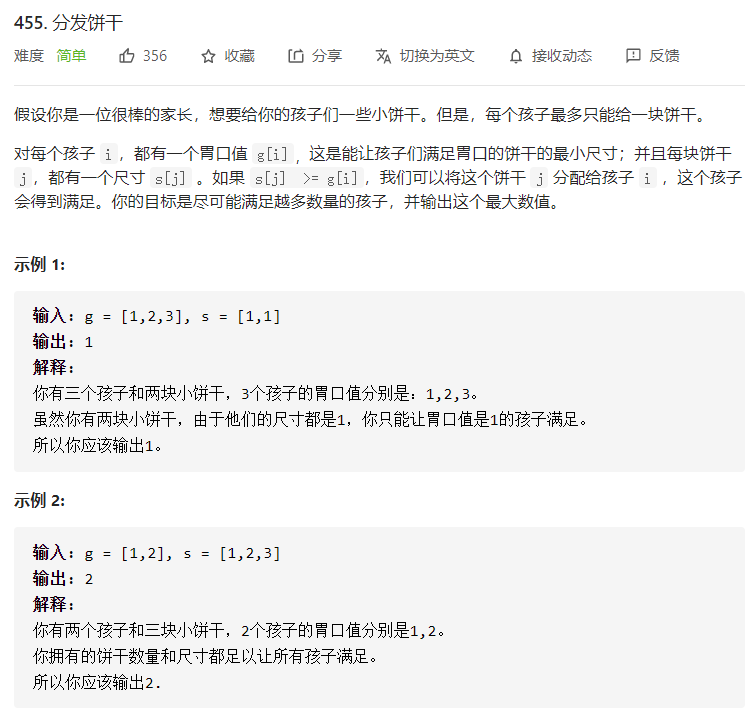 455. 分发饼干
难度 简单 356 收藏 分享 切换为英文 接收动态 反馈
假设你是一位很棒的家长，想要给你的孩子们一些小饼干。但是，每个孩子最多只能给一块饼干。
对每个孩子 i，都有一个胃口值 g[i]，这是能让孩子们满足胃口的饼干的最小尺寸；并且每块饼干
j，都有一个尺寸 s[j] 。如果 s[j] >= g[i]，我们可以将这个饼干 j 分配给孩子 i ，这个孩子
会得到满足。你的目标是尽可能满足越多数量的孩子，并输出这个最大数值。
示例 1:
输入: g = [1,2,3], s = [1,1]
输出: 1
解释:
你有三个孩子和两块小饼干，3个孩子的胃口值分别是：1,2,3。
虽然你有两块小饼干，由于他们的尺寸都是1，你只能让胃口值是1的孩子满足。
所以你应该输出1。
示例 2:
输入: g = [1,2], s = [1,2,3]
输出: 2
解释:
你有两个孩子和三块小饼干，2个孩子的胃口值分别是1,2。
你拥有的饼干数量和尺寸都足以让所有孩子满足。
所以你应该输出2.